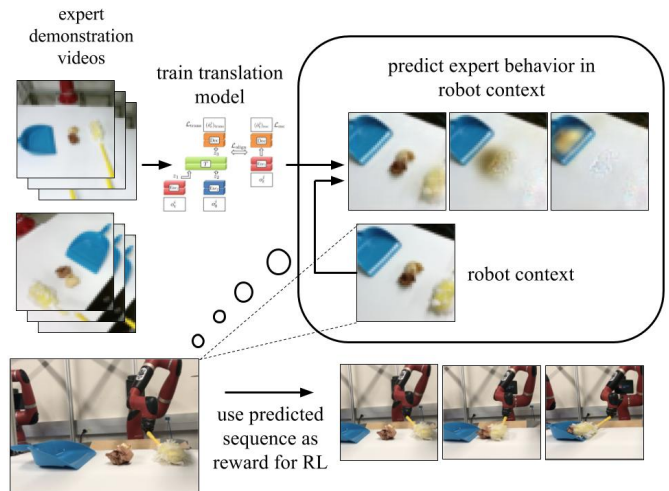 expert
demonstration
videos
train translation
model
predict expert behavior in
robot context
robot context
use predicted
sequence as
reward for RL